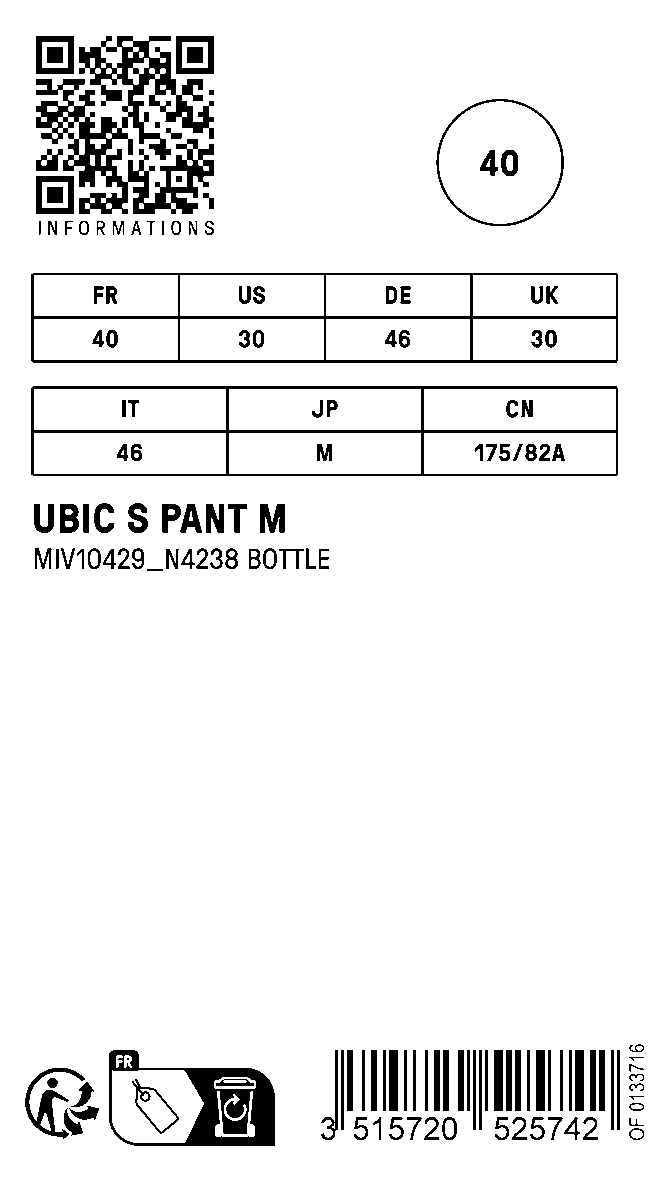 INFORMATIONS
40
FR US DE UK
40 30 46 30
IT JP CN
46 M 175/82A
UBIC S PANT M
MIV10429_N4238 BOTTLE
FR
3 515720 525742
OF 0133716